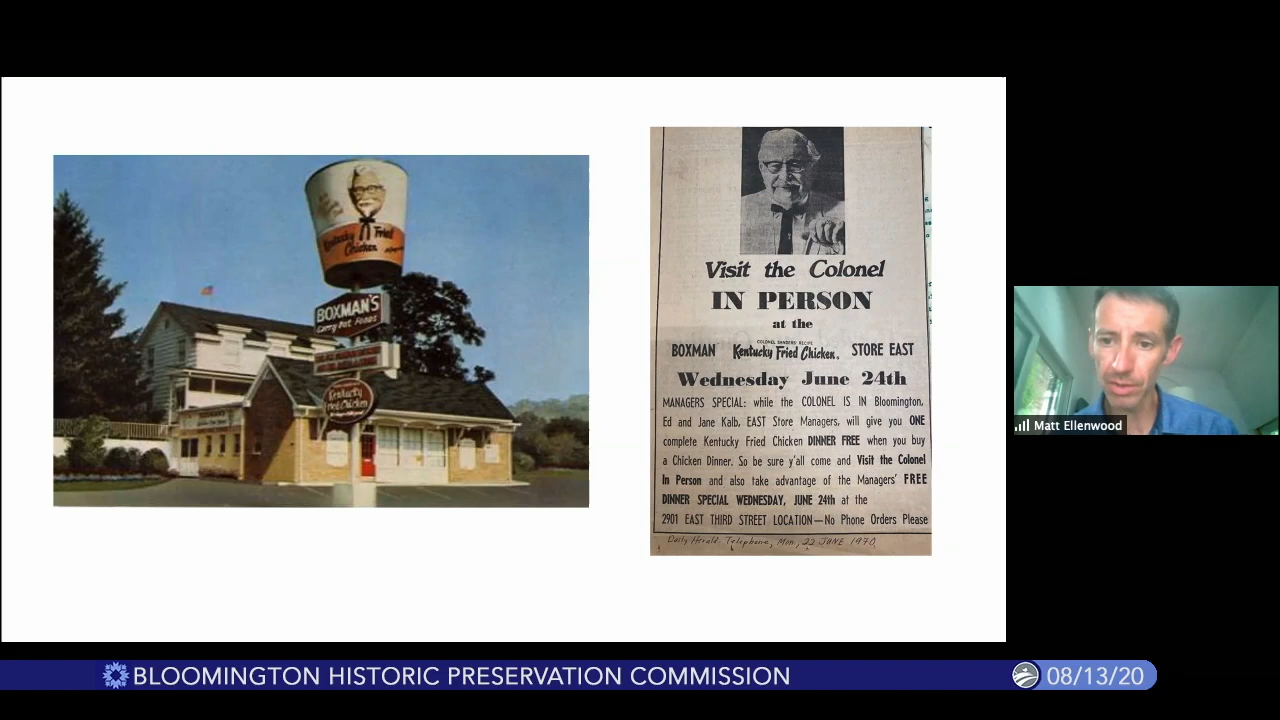 Kentucky Fried
Chicken
BOXMAN'S
Carry Out Foods
Kentucky
Fried Chicken
Visit the Colonel
IN PERSON
at the
COLONEL SANDERS' RECIPE
BOXMAN Kentucky Fried Chicken. STORE EAST
Wednesday June 24th
MANAGERS SPECIAL: while the COLONEL IS IN Bloomington,
Ed and Jane Kalb, EAST Store Managers, will give you ONE
complete Kentucky Fried Chicken DINNER FREE when you buy
a Chicken Dinner. So be sure y'all come and Visit the Colonel
In Person and also take advantage of the Managers' FREE
DINNER SPECIAL WEDNESDAY, JUNE 24th at the
2901 EAST THIRD STREET LOCATION—No Phone Orders Please
Daily Herald-Telephone, Mon., 22 JUNE 1970
Matt Ellenwood
BLOOMINGTON HISTORIC PRESERVATION COMMISSION
08/13/20